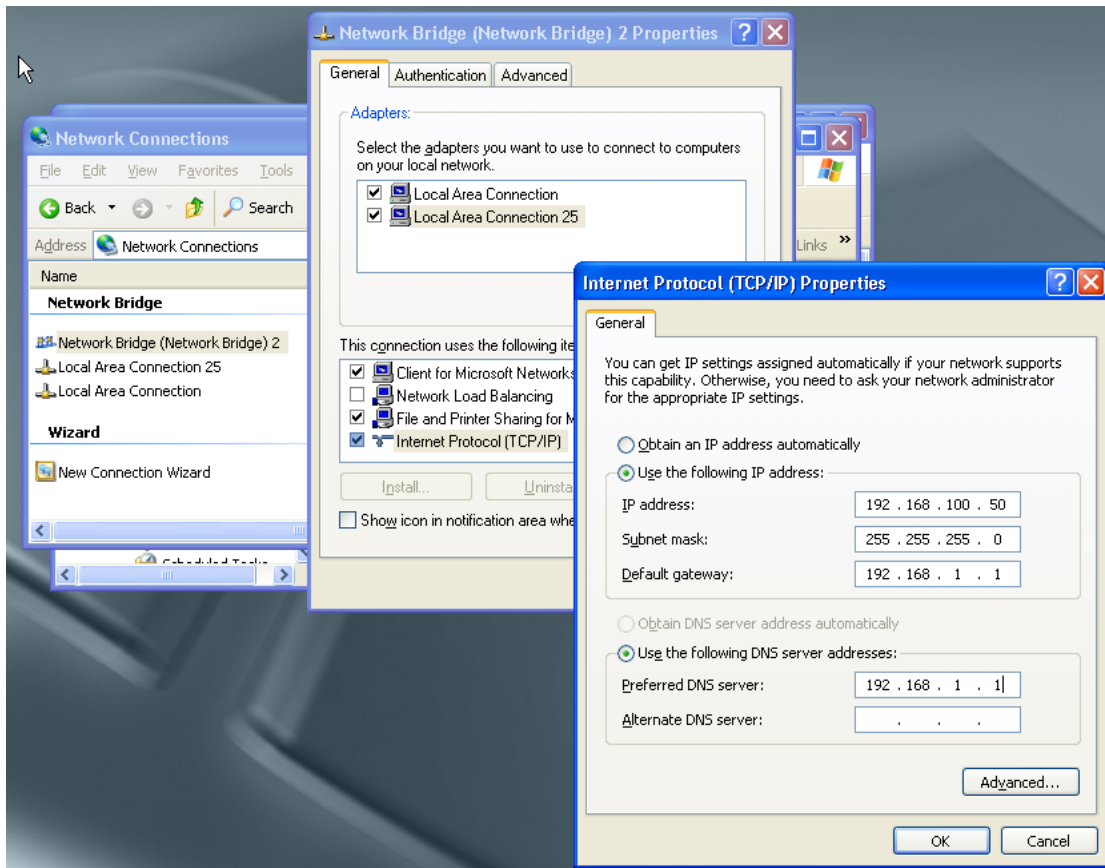 Network Bridge (Network Bridge) 2 Properties
General Authentication Advanced
Adapters:
Select the adapters you want to use to connect to computers
on your local network.
Local Area Connection
Local Area Connection 25
This connection uses the following ite
Client for Microsoft Networks
Network Load Balancing
File and Printer Sharing for M
Internet Protocol (TCP/IP)
Install... Uninsta
Show icon in notification area whe
Network Connections
File Edit View Favorites Tools
Back Search
Address Network Connections
Links
Name
Network Bridge
Network Bridge (Network Bridge) 2
Local Area Connection 25
Local Area Connection
Wizard
New Connection Wizard
Internet Protocol (TCP/IP) Properties
General
You can get IP settings assigned automatically if your network supports
this capability. Otherwise, you need to ask your network administrator
for the appropriate IP settings.
Obtain an IP address automatically
Use the following IP address:
IP address: 192 . 168 . 100 . 50
Subnet mask: 255 . 255 . 255 . 0
Default gateway: 192 . 168 . 1 . 1
Obtain DNS server address automatically
Use the following DNS server addresses:
Preferred DNS server: 192 . 168 . 1 . 1
Alternate DNS server: . . .
Advanced...
OK Cancel